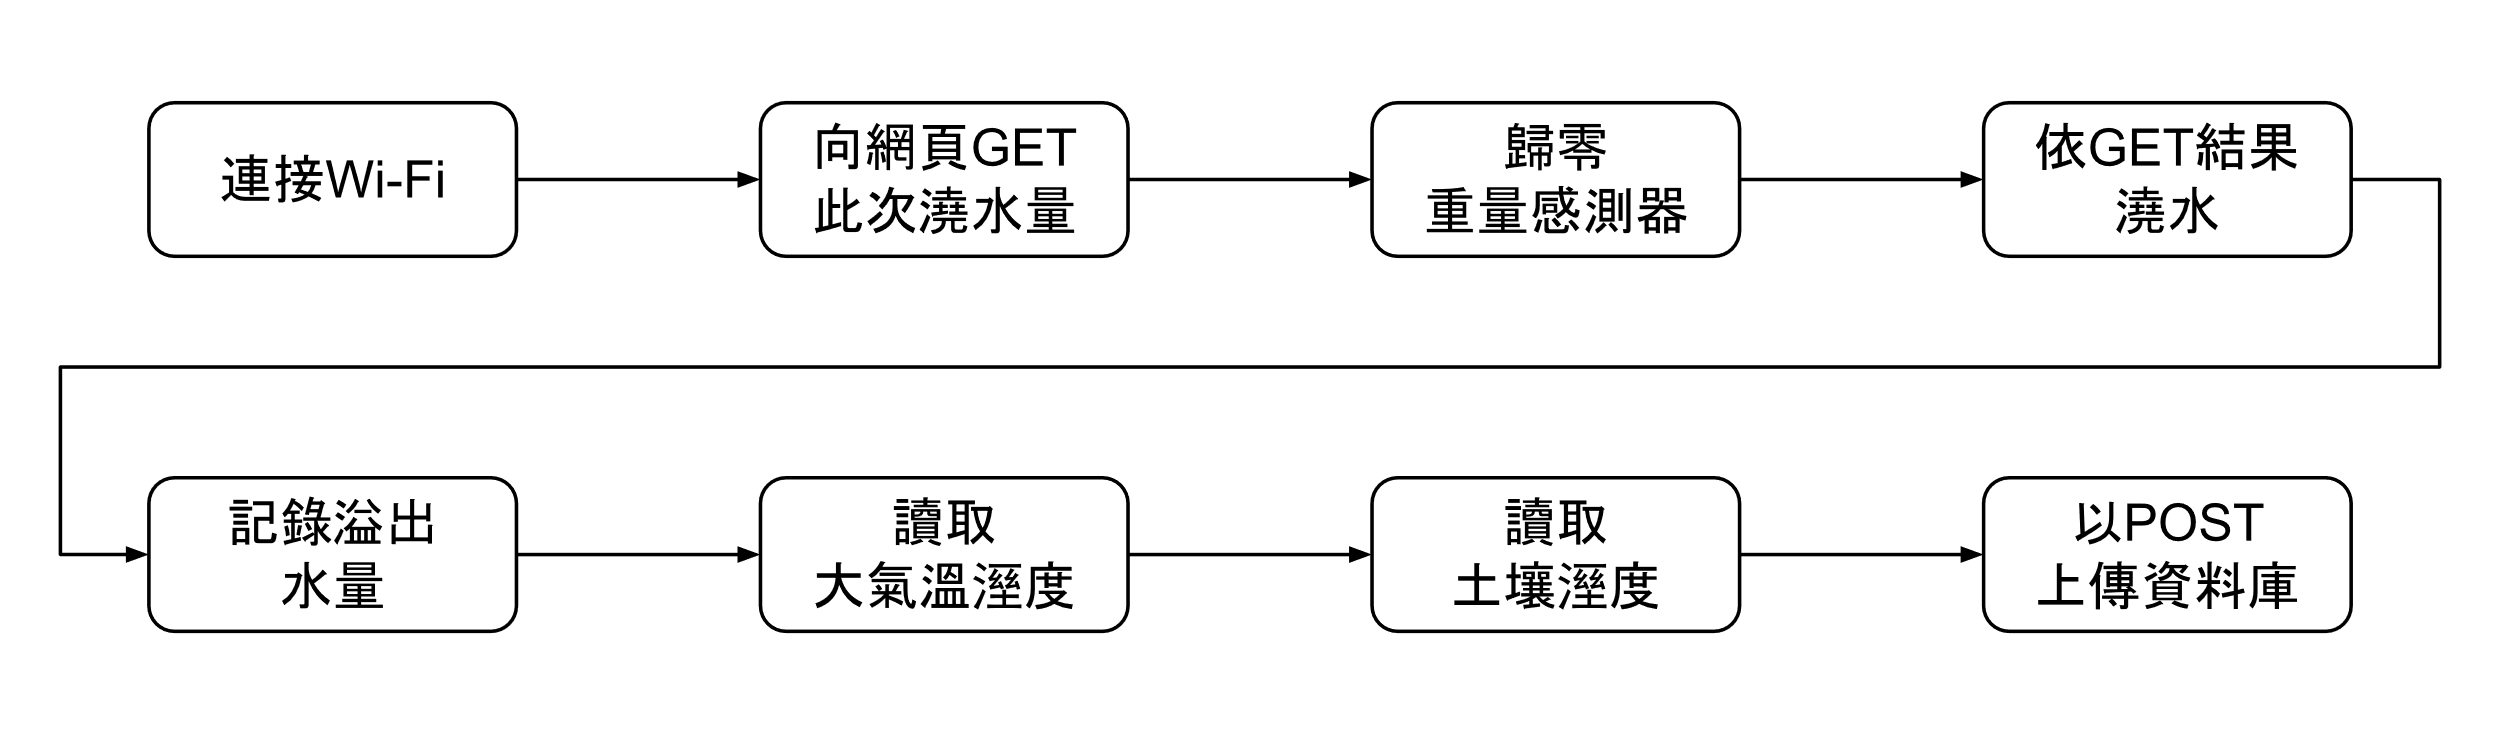 連接Wi-Fi
向網頁GET
此次澆水量
歸零
重量感測器
依GET縮圖
澆水
記錄溢出
水量
讀取
大氣溫溼度
讀取
土壤溼度
以POST
上傳資料庫